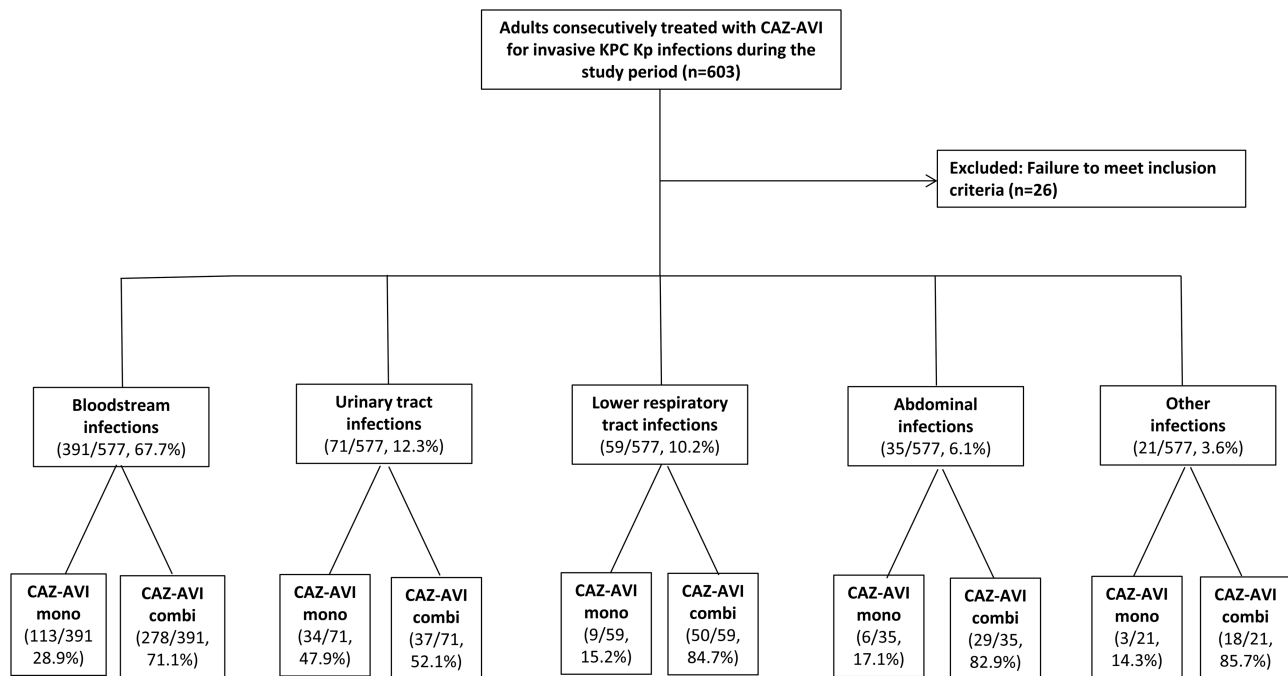 Adults consecutively treated with CAZ-AVI
for invasive KPC Kp infections during the
study period (n=603)
Excluded: Failure to meet inclusion
criteria (n=26)
Bloodstream
infections
(391/577, 67.7%)
Urinary tract
infections
(71/577, 12.3%)
Lower respiratory
tract infections
(59/577, 10.2%)
Abdominal
infections
(35/577, 6.1%)
Other
infections
(21/577, 3.6%)
CAZ-AVI
mono
(113/391
28.9%)
CAZ-AVI
combi
(278/391,
71.1%)
CAZ-AVI
mono
(34/71,
47.9%)
CAZ-AVI
combi
(37/71,
52.1%)
CAZ-AVI
mono
(9/59,
15.2%)
CAZ-AVI
combi
(50/59,
84.7%)
CAZ-AVI
mono
(6/35,
17.1%)
CAZ-AVI
combi
(29/35,
82.9%)
CAZ-AVI
mono
(3/21,
14.3%)
CAZ-AVI
combi
(18/21,
85.7%)